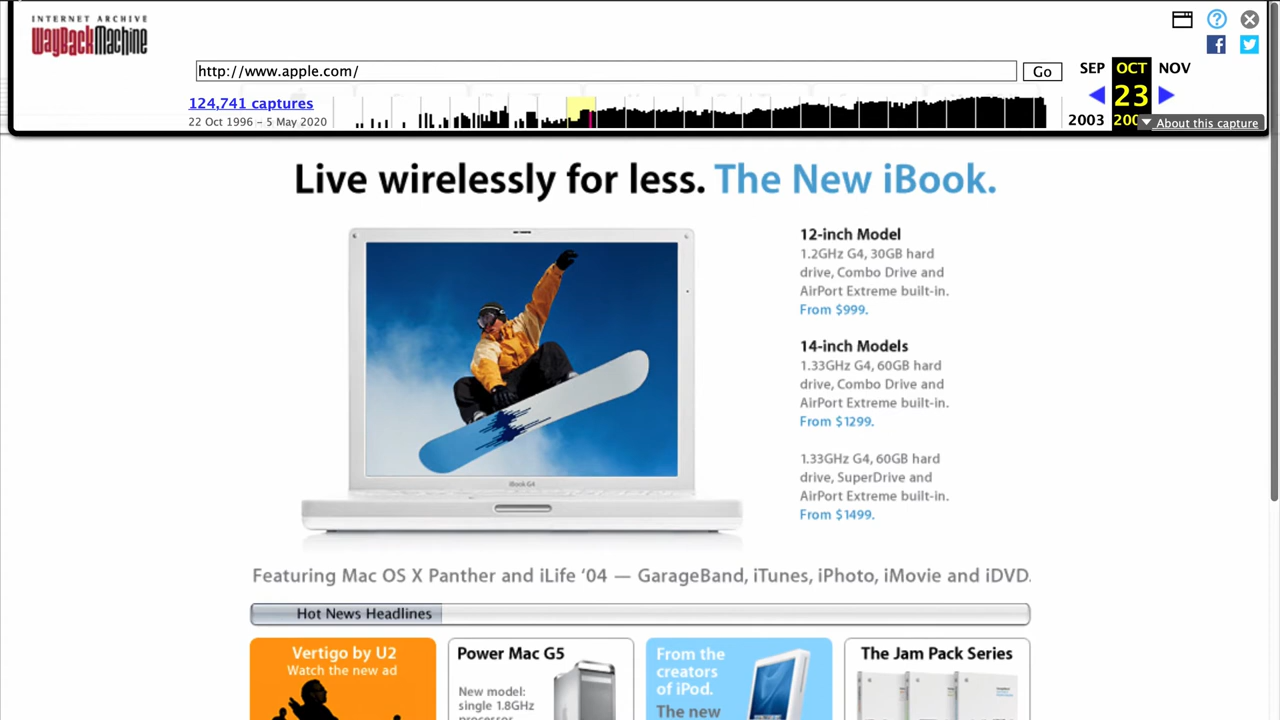 INTERNET ARCHIVE
WayBackMachine
http://www.apple.com/
Go
SEP OCT NOV
23
124,741 captures
22 Oct 1996 – 5 May 2020
2003
About this capture
Live wirelessly for less. The New iBook.
12-inch Model
1.2GHz G4, 30GB hard
drive, Combo Drive and
AirPort Extreme built-in.
From $999.
14-inch Models
1.33GHz G4, 60GB hard
drive, Combo Drive and
AirPort Extreme built-in.
From $1299.
1.33GHz G4, 60GB hard
drive, SuperDrive and
AirPort Extreme built-in.
From $1499.
iBook G4
Featuring Mac OS X Panther and iLife ’04 — GarageBand, iTunes, iPhoto, iMovie and iDVD.
Hot News Headlines
Vertigo by U2
Watch the new ad
Power Mac G5
New model:
single 1.8GHz
processor
From the
creators
of iPod.
The new
The Jam Pack Series